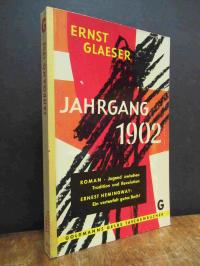 ERNST
GLAESER
JAHRGANG
1902
ROMAN - Jugend zwischen
Tradition und Revolution
ERNEST HEMINGWAY:
Ein verteufelt gutes Buch!
G
GOLDMANNS GELBE TASCHENBÜCHER